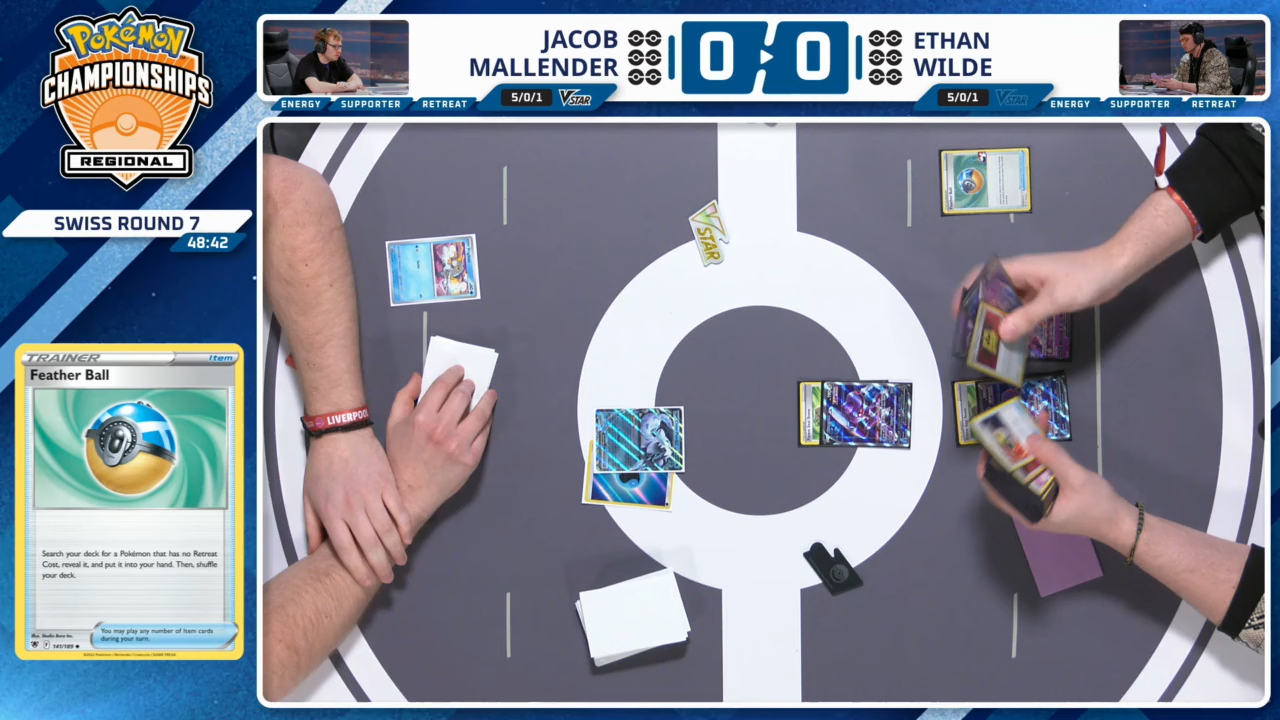 Pokémon
CHAMPIONSHIPS
REGIONAL
SWISS ROUND 7
48:42
JACOB
MALLENDER
0 0
ETHAN
WILDE
5/0/1 VSTAR
5/0/1 VSTAR
ENERGY SUPPORTER RETREAT
ENERGY SUPPORTER RETREAT
TRAINER Item
Feather Ball
Search your deck for a Pokémon that has no Retreat
Cost, reveal it, and put it into your hand. Then, shuffle
your deck.
You may play any number of Item cards
during your turn.
141/189
VSTAR
LIVERPOOL